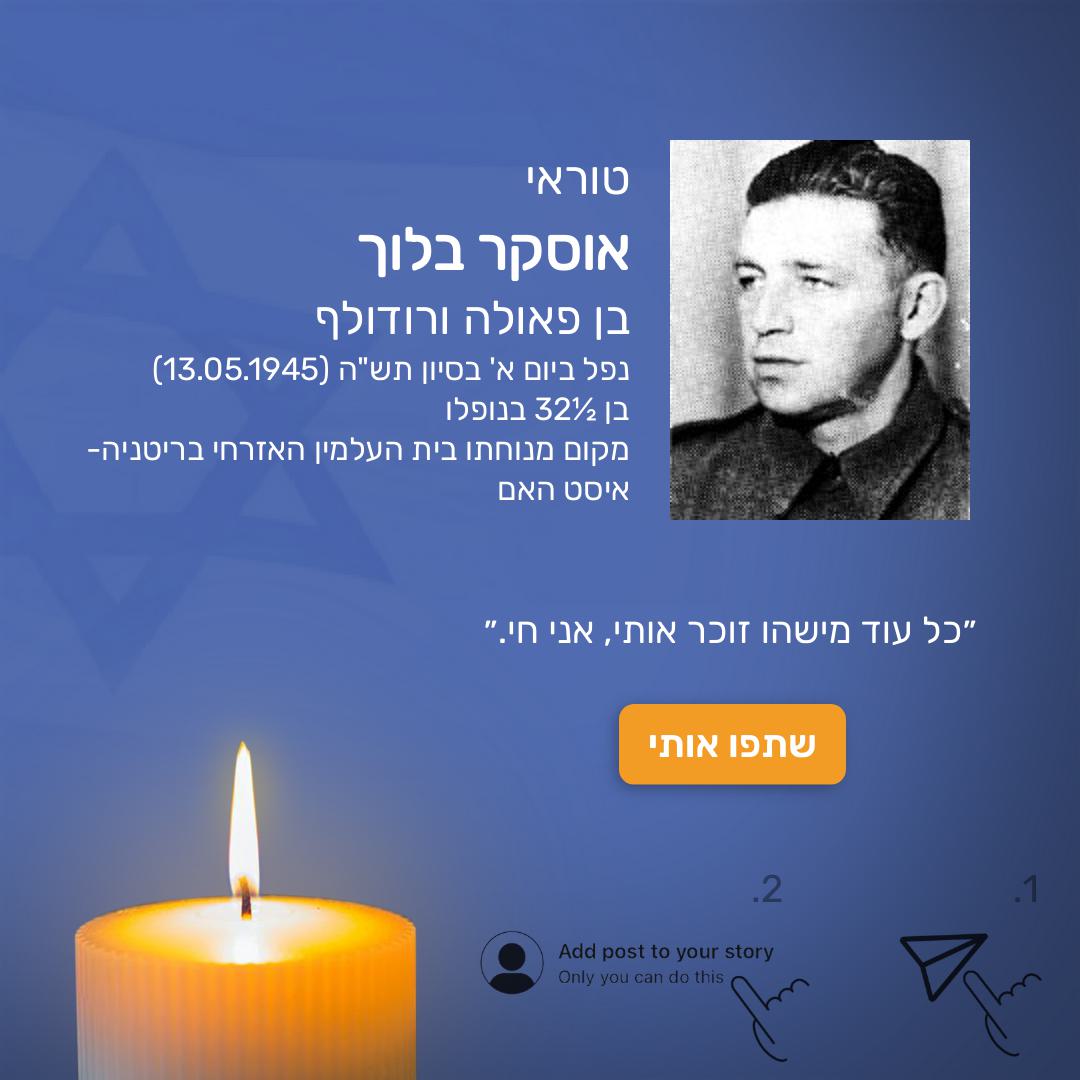 טוראי
אוסקר בלוך
בן פאולה ורודולף
נפל ביום א' בסיון תש"ה (13.05.1945)
בן 32½ בנופלו
מקום מנוחתו בית העלמין האזרחי בריטניה-
איסט האם
״כל עוד מישהו זוכר אותי, אני חי.״
שתפו אותי
.1
.2
Add post to your story
Only you can do this